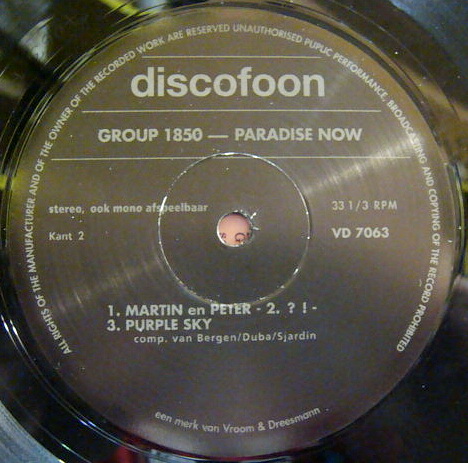 ALL RIGHTS OF THE MANUFACTURER AND OF THE OWNER OF THE RECORDED WORK ARE RESERVED UNAUTHORISED PUPUC PERFORMANCE BROADCASTING AND COPYING OF THE RECORD PROHIBITED
discofoon
GROUP 1850 — PARADISE NOW
stereo, ook mono afspeelbaar 33 1/3 RPM
Kant 2 VD 7063
1. MARTIN en PETER - 2. ? ! -
3. PURPLE SKY
comp. van Bergen/Duba/Sjardin
een merk van Vroom & Dreesmann